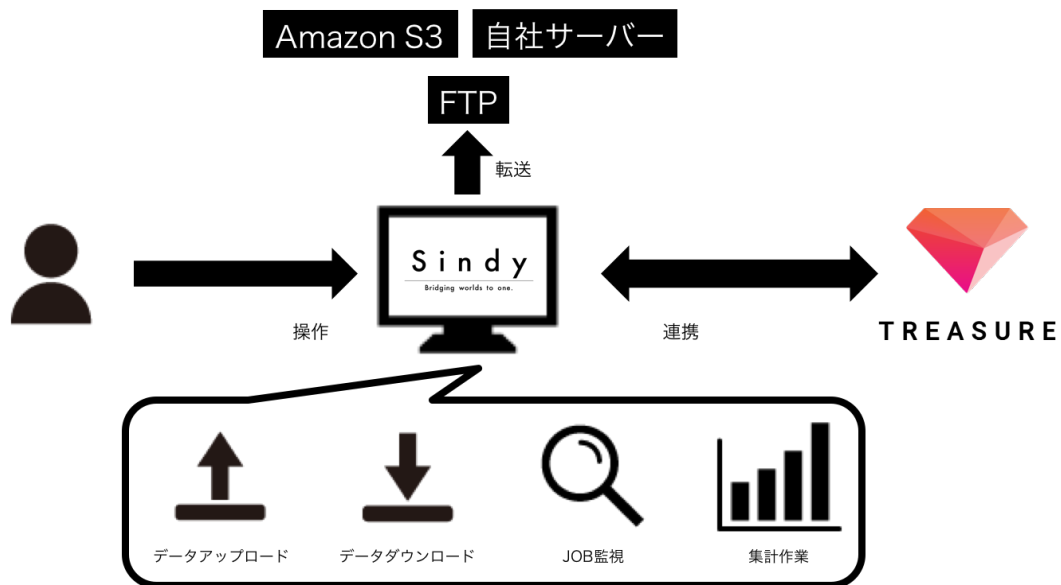 Amazon S3
自社サーバー
FTP
転送
Sindy
Bridging worlds to one.
操作
連携
TREASURE
データアップロード
データダウンロード
JOB監視
集計作業